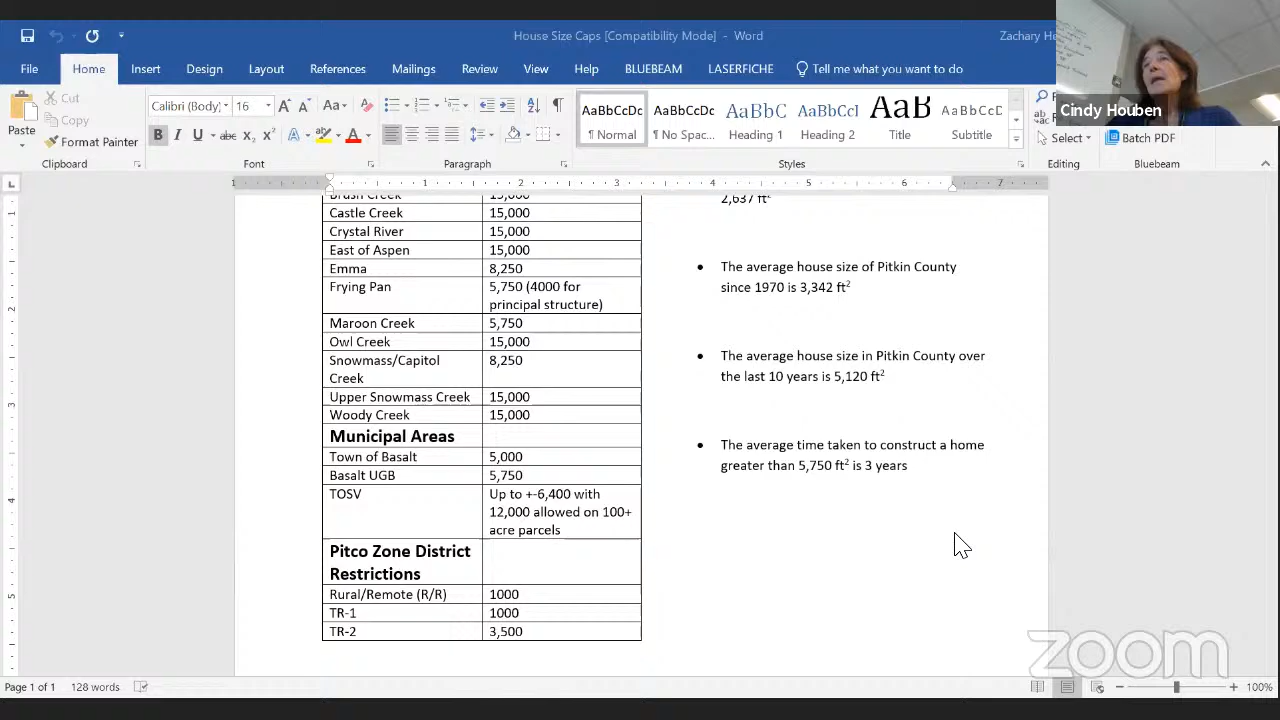 House Size Caps [Compatibility Mode] - Word
Zachary He
File Home Insert Design Layout References Mailings Review View Help BLUEBEAM LASERFICHE Tell me what you want to do
Cindy Houben
Paste
Cut
Copy
Format Painter
Clipboard
Calibri (Body) 16
Font
Paragraph
AaBbCcDc
¶ Normal
AaBbCcDc
¶ No Spac...
AaBbC
Heading 1
AaBbCcI
Heading 2
AaB
Title
AaBbCcD
Subtitle
Styles
Select
Editing
Batch PDF
Bluebeam
Brush Creek 15,000
Castle Creek 15,000
Crystal River 15,000
East of Aspen 15,000
Emma 8,250
Frying Pan 5,750 (4000 for
principal structure)
Maroon Creek 5,750
Owl Creek 15,000
Snowmass/Capitol 8,250
Creek
Upper Snowmass Creek 15,000
Woody Creek 15,000
Municipal Areas
Town of Basalt 5,000
Basalt UGB 5,750
TOSV Up to +-6,400 with
12,000 allowed on 100+
acre parcels
Pitco Zone District
Restrictions
Rural/Remote (R/R) 1000
TR-1 1000
TR-2 3,500
2,637 ft²
• The average house size of Pitkin County
since 1970 is 3,342 ft²
• The average house size in Pitkin County over
the last 10 years is 5,120 ft²
• The average time taken to construct a home
greater than 5,750 ft² is 3 years
zoom
Page 1 of 1 128 words
100%